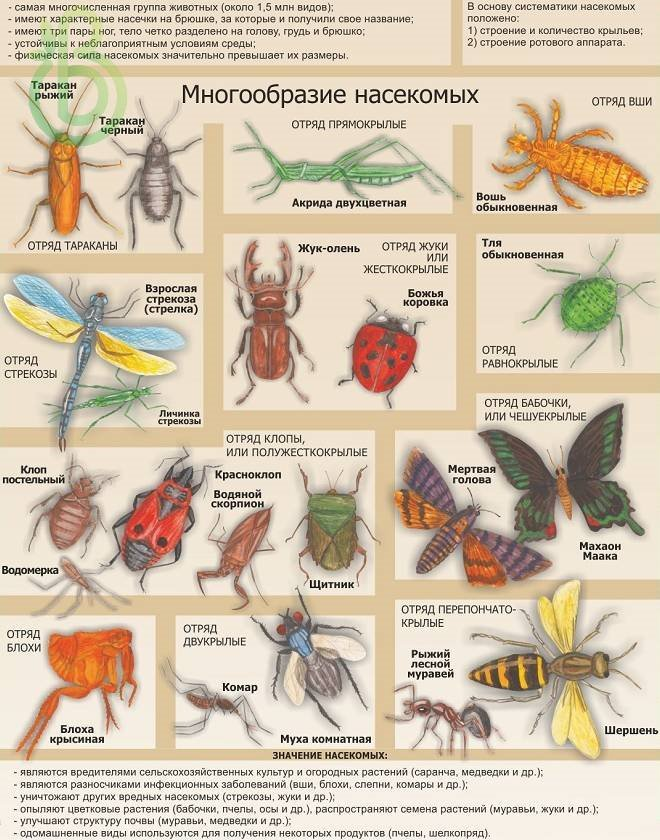 - самая многочисленная группа животных (около 1,5 млн видов);
- имеют характерные насечки на брюшке, за которые и получили свое название;
- имеют три пары ног, тело четко разделено на голову, грудь и брюшко;
- устойчивы к неблагоприятным условиям среды;
- физическая сила насекомых значительно превышает их размеры.
В основу систематики насекомых
положено:
1) строение и количество крыльев;
2) строение ротового аппарата.
Многообразие насекомых
Таракан
рыжий
Таракан
черный
ОТРЯД ТАРАКАНЫ
ОТРЯД ПРЯМОКРЫЛЫЕ
Акрида двухцветная
ОТРЯД ВШИ
Вошь
обыкновенная
Взрослая
стрекоза
(стрелка)
ОТРЯД
СТРЕКОЗЫ
Личинка
стрекозы
Жук-олень
ОТРЯД ЖУКИ
ИЛИ
ЖЕСТКОКРЫЛЫЕ
Божья
коровка
Тля
обыкновенная
ОТРЯД
РАВНОКРЫЛЫЕ
ОТРЯД КЛОПЫ,
ИЛИ ПОЛУЖЕСТКОКРЫЛЫЕ
Клоп
постельный
Красноклоп
Водяной
скорпион
Водомерка
Щитник
ОТРЯД БАБОЧКИ,
ИЛИ ЧЕШУЕКРЫЛЫЕ
Мертвая
голова
Махаон
Маака
ОТРЯД
БЛОХИ
Блоха
крысиная
ОТРЯД
ДВУКРЫЛЫЕ
Комар
Муха комнатная
ОТРЯД ПЕРЕПОНЧАТО-
КРЫЛЫЕ
Рыжий
лесной
муравей
Шершень
ЗНАЧЕНИЕ НАСЕКОМЫХ:
- являются вредителями сельскохозяйственных культур и огородных растений (саранча, медведки и др.);
- являются разносчиками инфекционных заболеваний (вши, блохи, слепни, комары и др.);
- уничтожают других вредных насекомых (стрекозы, жуки и др.);
- опыляют цветковые растения (бабочки, пчелы, осы и др.), распространяют семена растений (муравьи, жуки и др.);
- улучшают структуру почвы (муравьи, медведки и др.);
- одомашненные виды используются для получения некоторых продуктов (пчелы, шелкопряд).